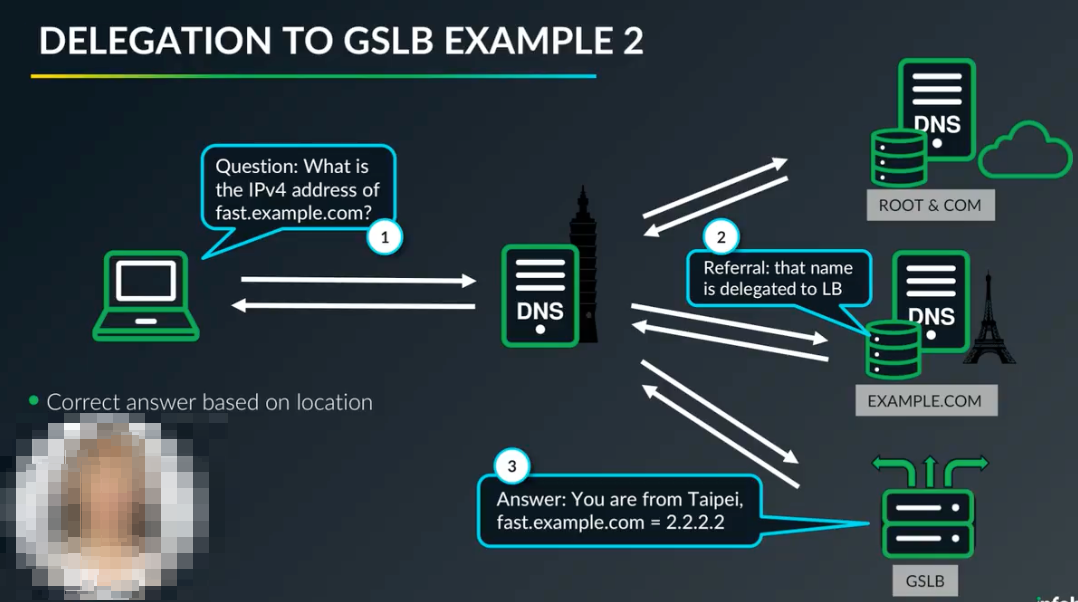 DELEGATION TO GSLB EXAMPLE 2
Question: What is
the IPv4 address of
fast.example.com?
1
DNS
ROOT & COM
2
Referral: that name
is delegated to LB
DNS
DNS
EXAMPLE.COM
• Correct answer based on location
3
Answer: You are from Taipei,
fast.example.com = 2.2.2.2
GSLB